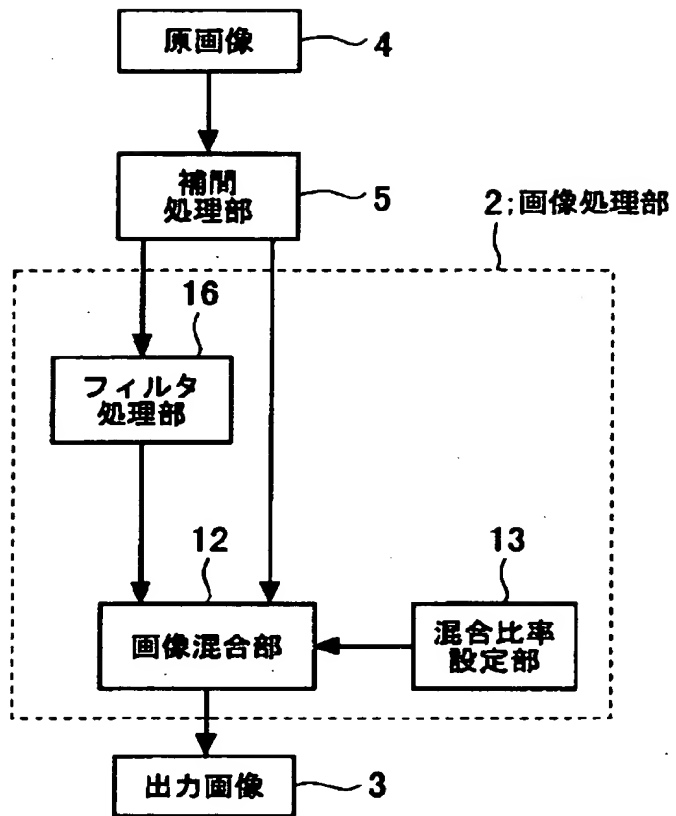 原画像
4
補間
処理部
5
2;画像処理部
16
フィルタ
処理部
12
13
画像混合部
混合比率
設定部
出力画像
3